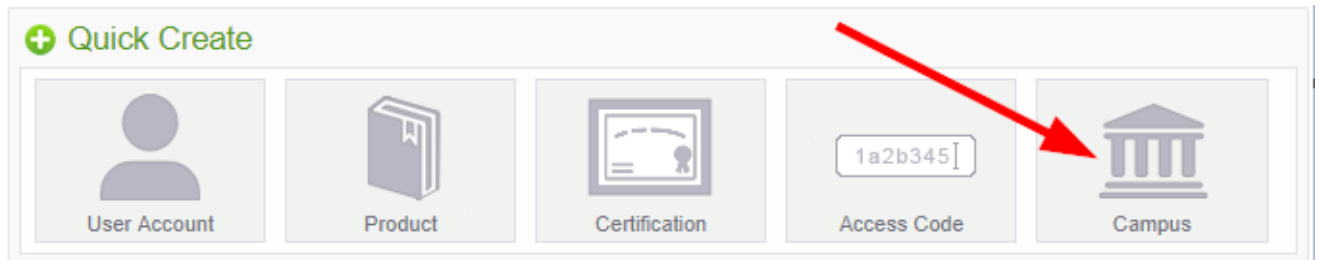 Quick Create
1a2b345
User Account
Product
Certification
Access Code
Campus